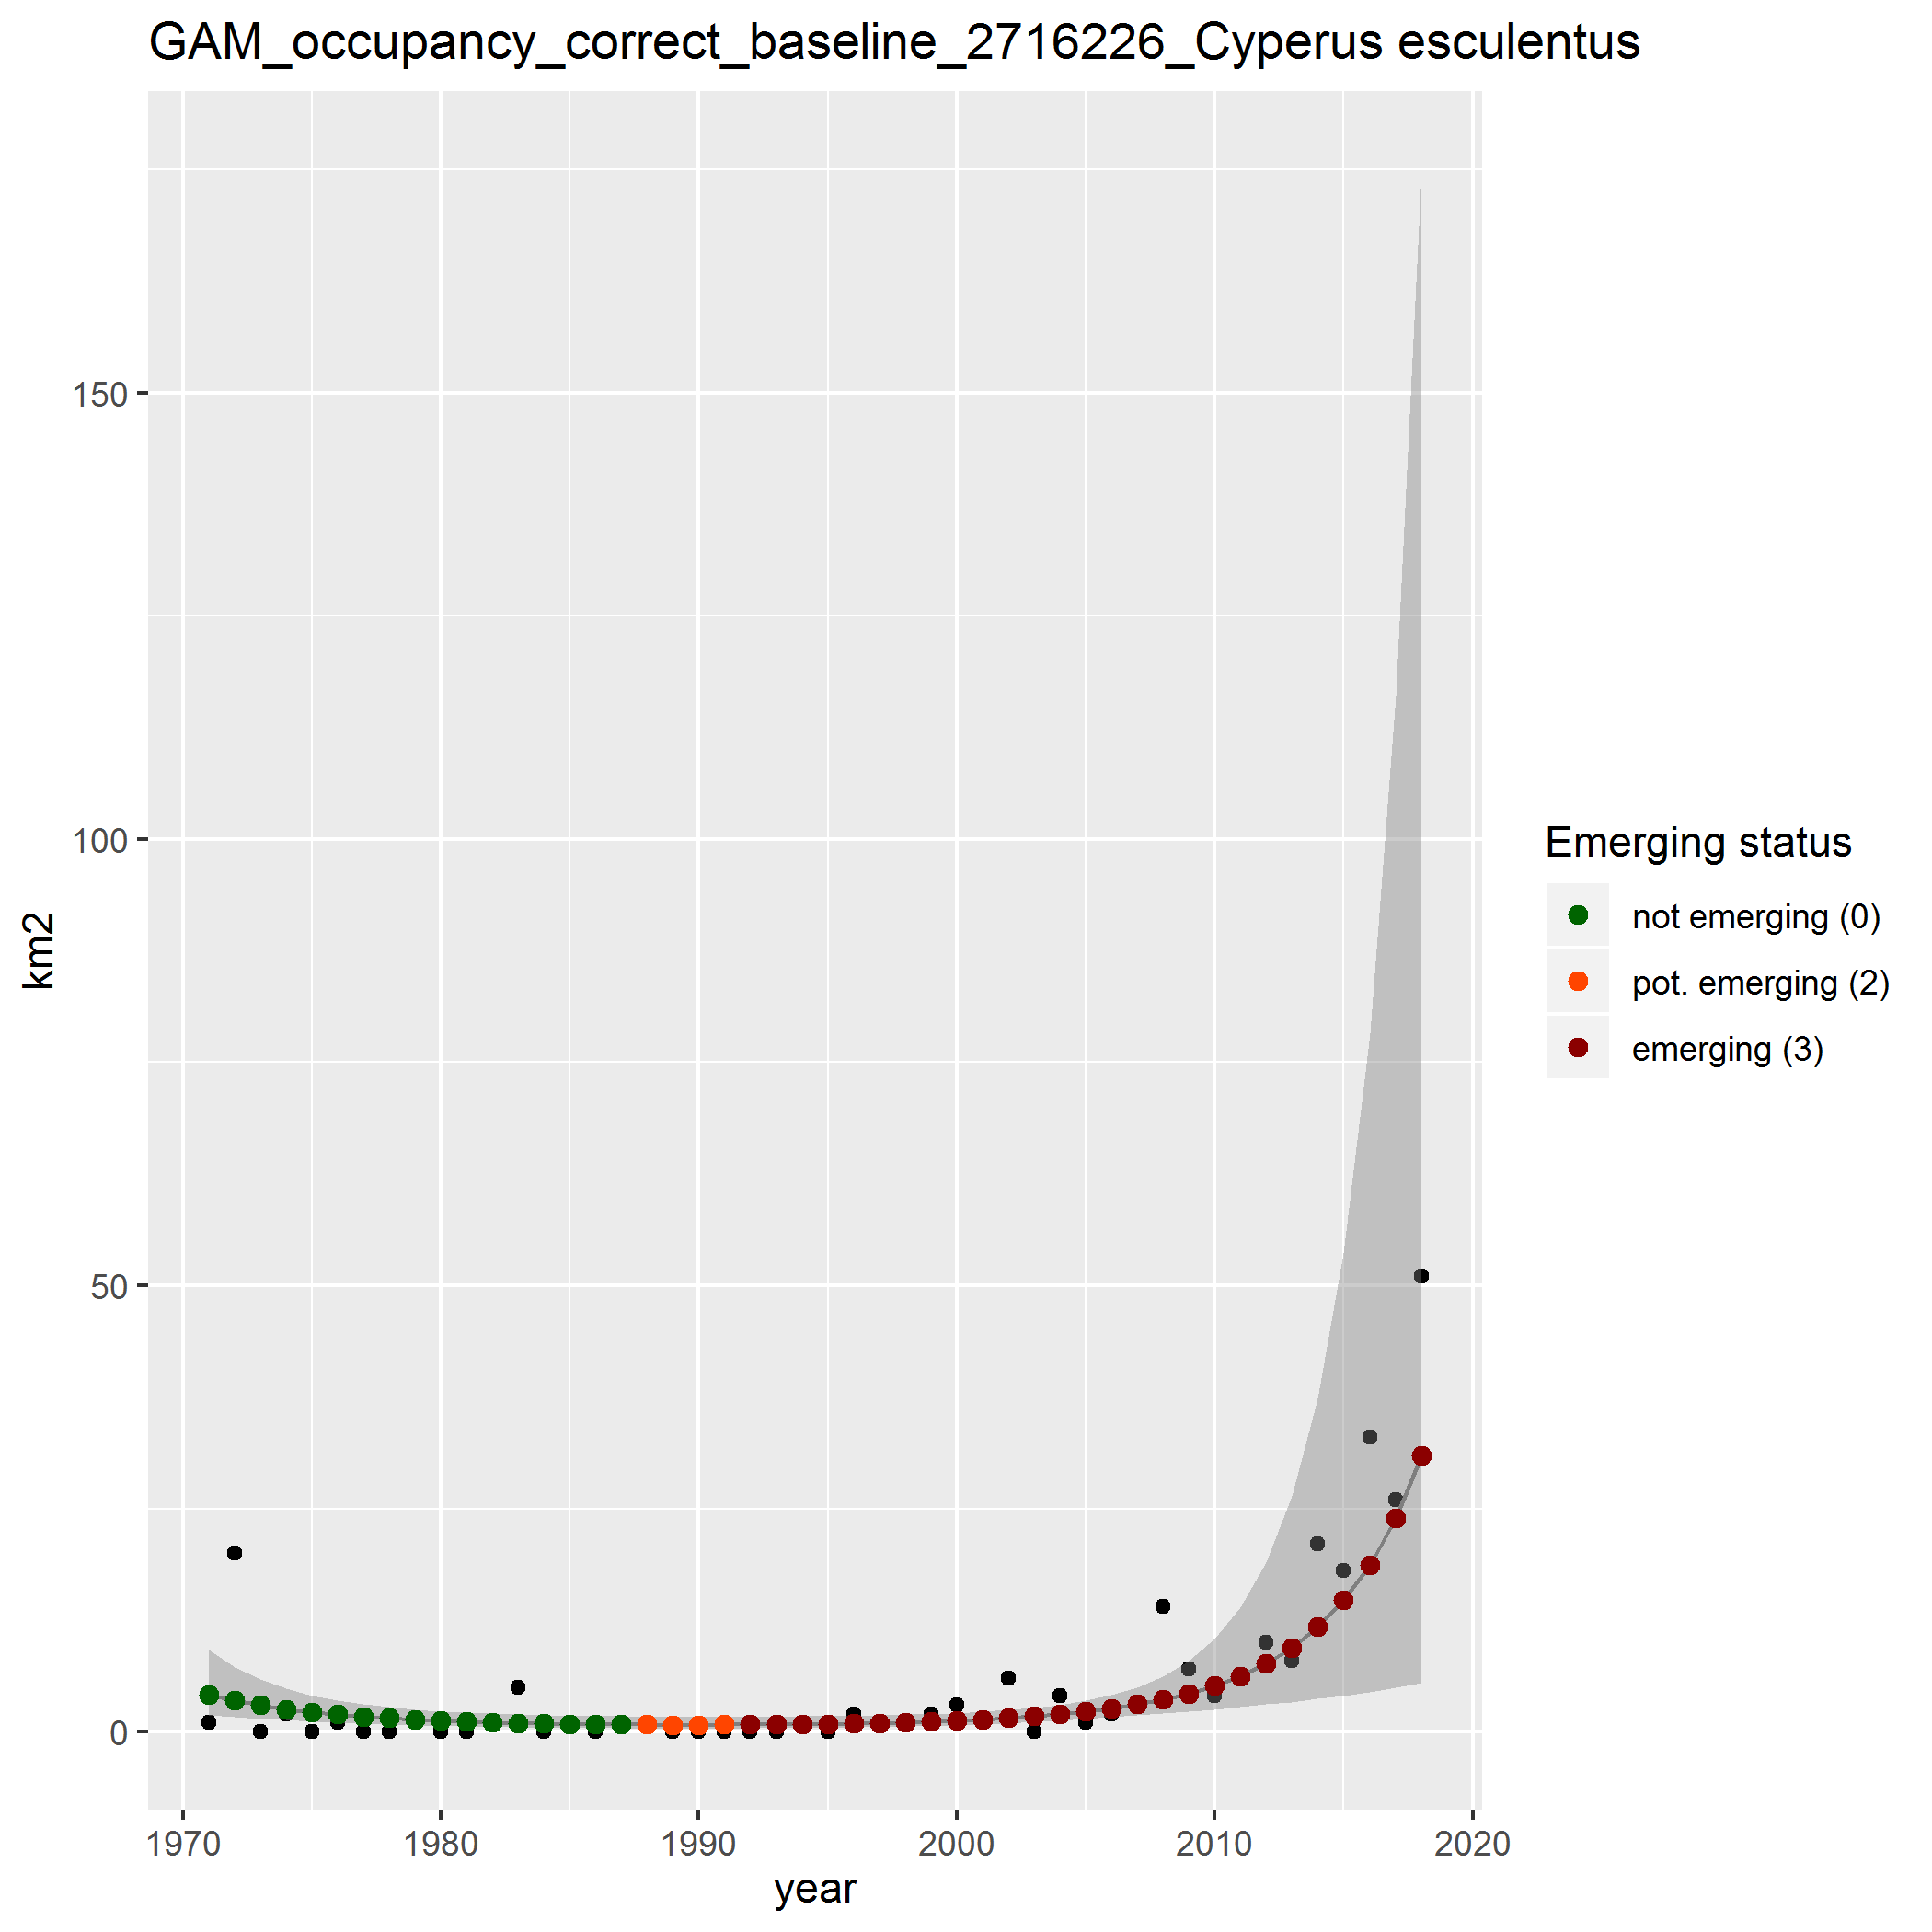 GAM_occupancy_correct_baseline_2716226_Cyperus esculentus
150
100
50
0
km2
1970 1980 1990 2000 2010 2020
year
Emerging status
not emerging (0)
pot. emerging (2)
emerging (3)